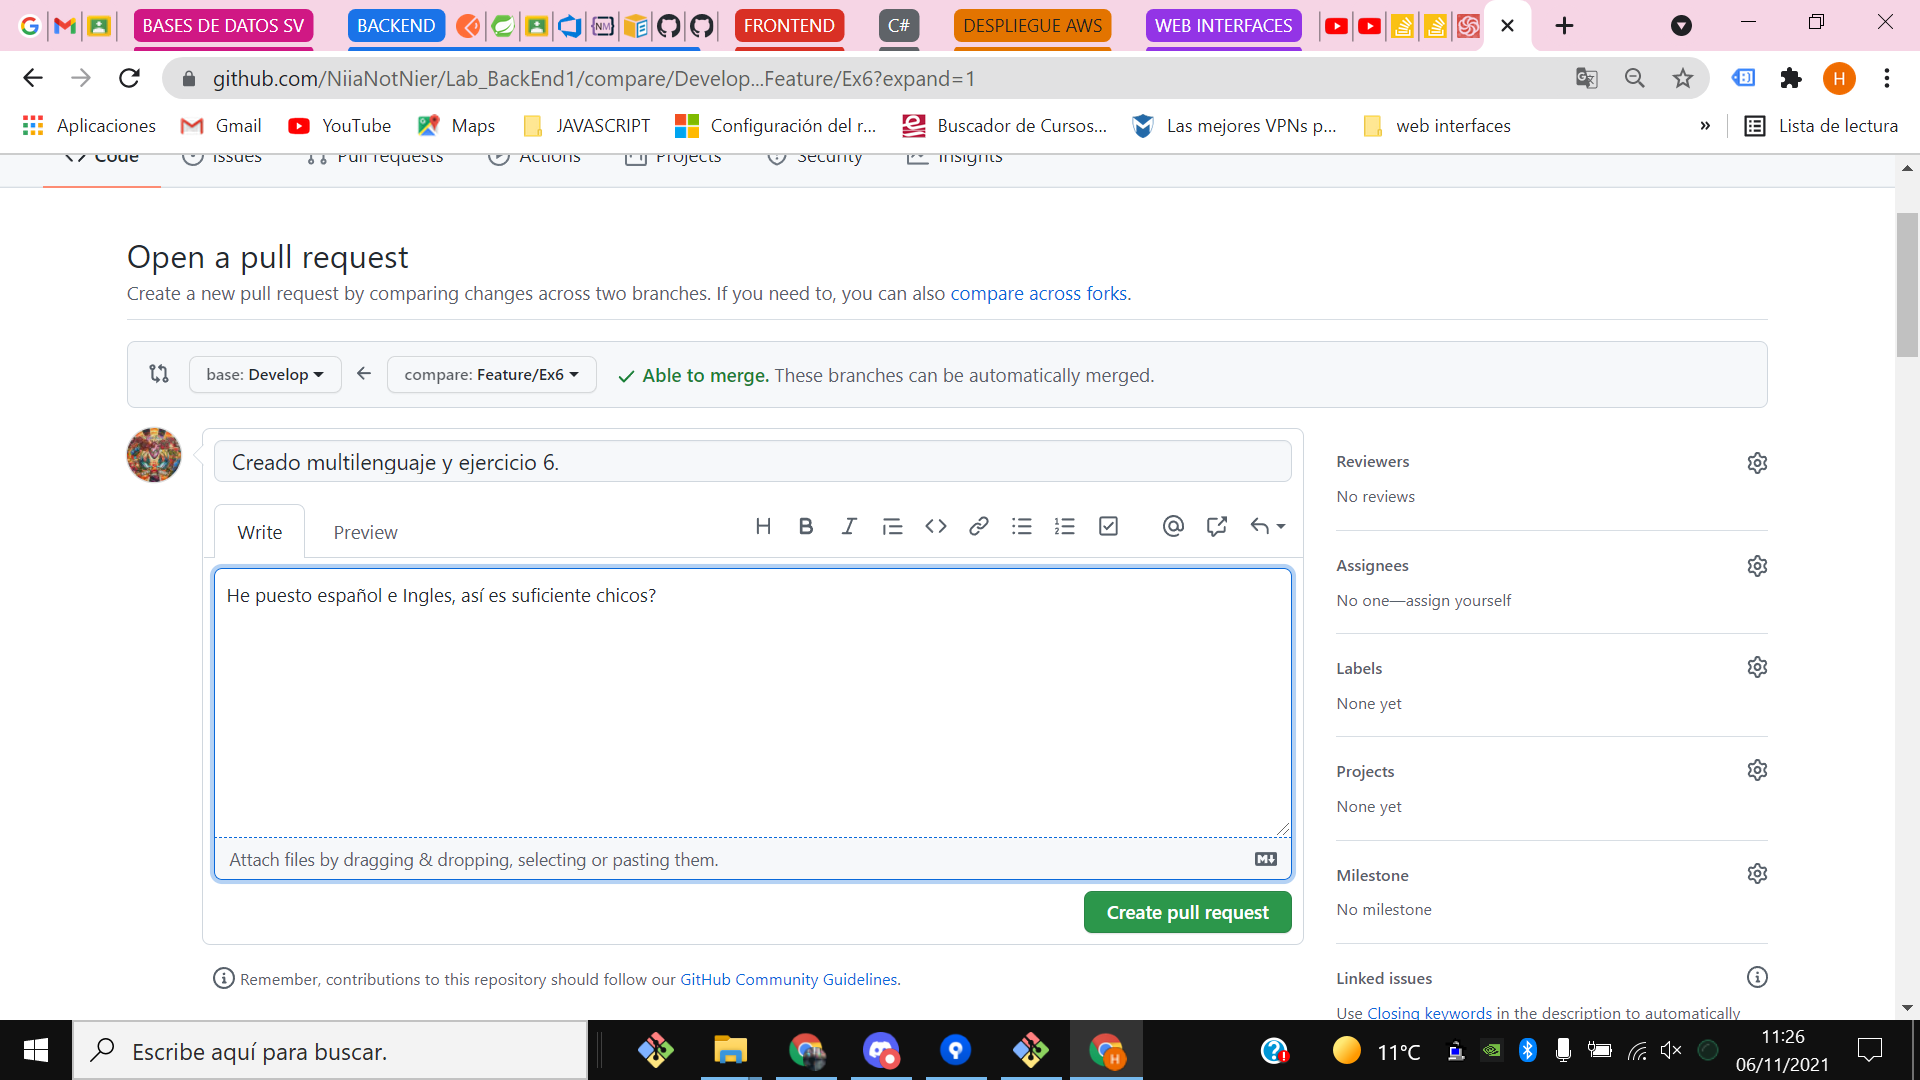 BASES DE DATOS SV
BACKEND
FRONTEND
C#
DESPLIEGUE AWS
WEB INTERFACES
github.com/NiiaNotNier/Lab_BackEnd1/compare/Develop...Feature/Ex6?expand=1
H
Aplicaciones
Gmail
YouTube
Maps
JAVASCRIPT
Configuración del r...
Buscador de Cursos...
Las mejores VPNs p...
web interfaces
»
Lista de lectura
Code
Issues
Pull requests
Actions
Projects
Security
Insights
Open a pull request
Create a new pull request by comparing changes across two branches. If you need to, you can also compare across forks.
base: Develop
compare: Feature/Ex6
Able to merge. These branches can be automatically merged.
Creado multilenguaje y ejercicio 6.
Write
Preview
He puesto español e Ingles, así es suficiente chicos?
Attach files by dragging & dropping, selecting or pasting them.
Create pull request
Remember, contributions to this repository should follow our GitHub Community Guidelines.
Reviewers
No reviews
Assignees
No one—assign yourself
Labels
None yet
Projects
None yet
Milestone
No milestone
Linked issues
Use Closing keywords in the description to automatically
Escribe aquí para buscar.
11°C
11:26
06/11/2021